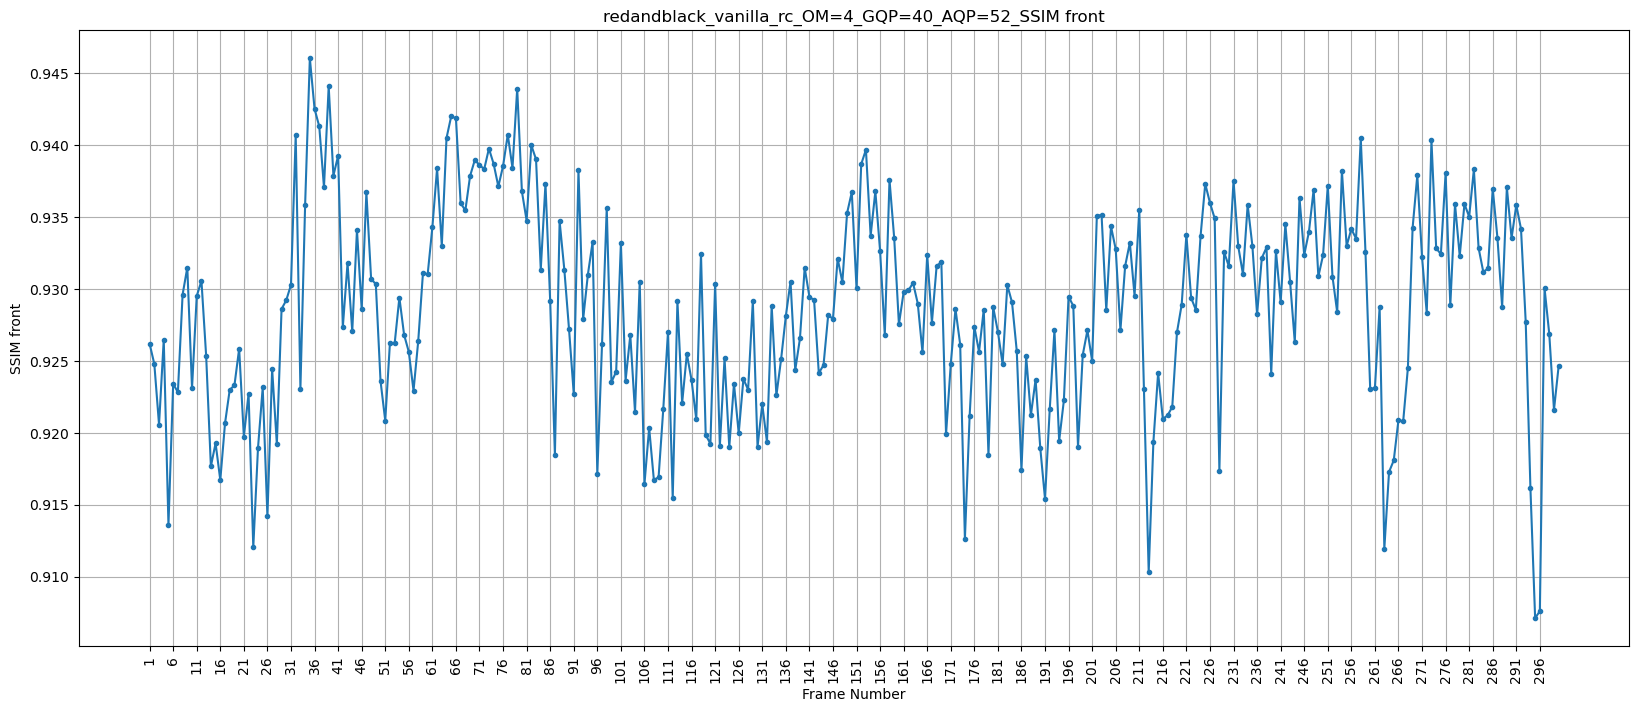 redandblack_vanilla_rc_OM=4_GQP=40_AQP=52_SSIM front
0.945
0.940
0.935
0.930
0.925
0.920
0.915
0.910
SSIM front
1 6 11 16 21 26 31 36 41 46 51 56 61 66 71 76 81 86 91 96 101 106 111 116 121 126 131 136 141 146 151 156 161 166 171 176 181 186 191 196 201 206 211 216 221 226 231 236 241 246 251 256 261 266 271 276 281 286 291 296
Frame Number